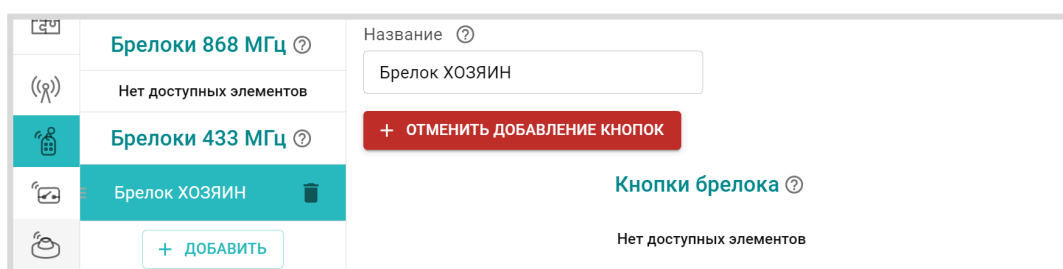 Брелоки 868 МГц
Нет доступных элементов
Брелоки 433 МГц
Брелок ХОЗЯИН
+ ДОБАВИТЬ
Название
Брелок ХОЗЯИН
+ ОТМЕНИТЬ ДОБАВЛЕНИЕ КНОПОК
Кнопки брелока
Нет доступных элементов